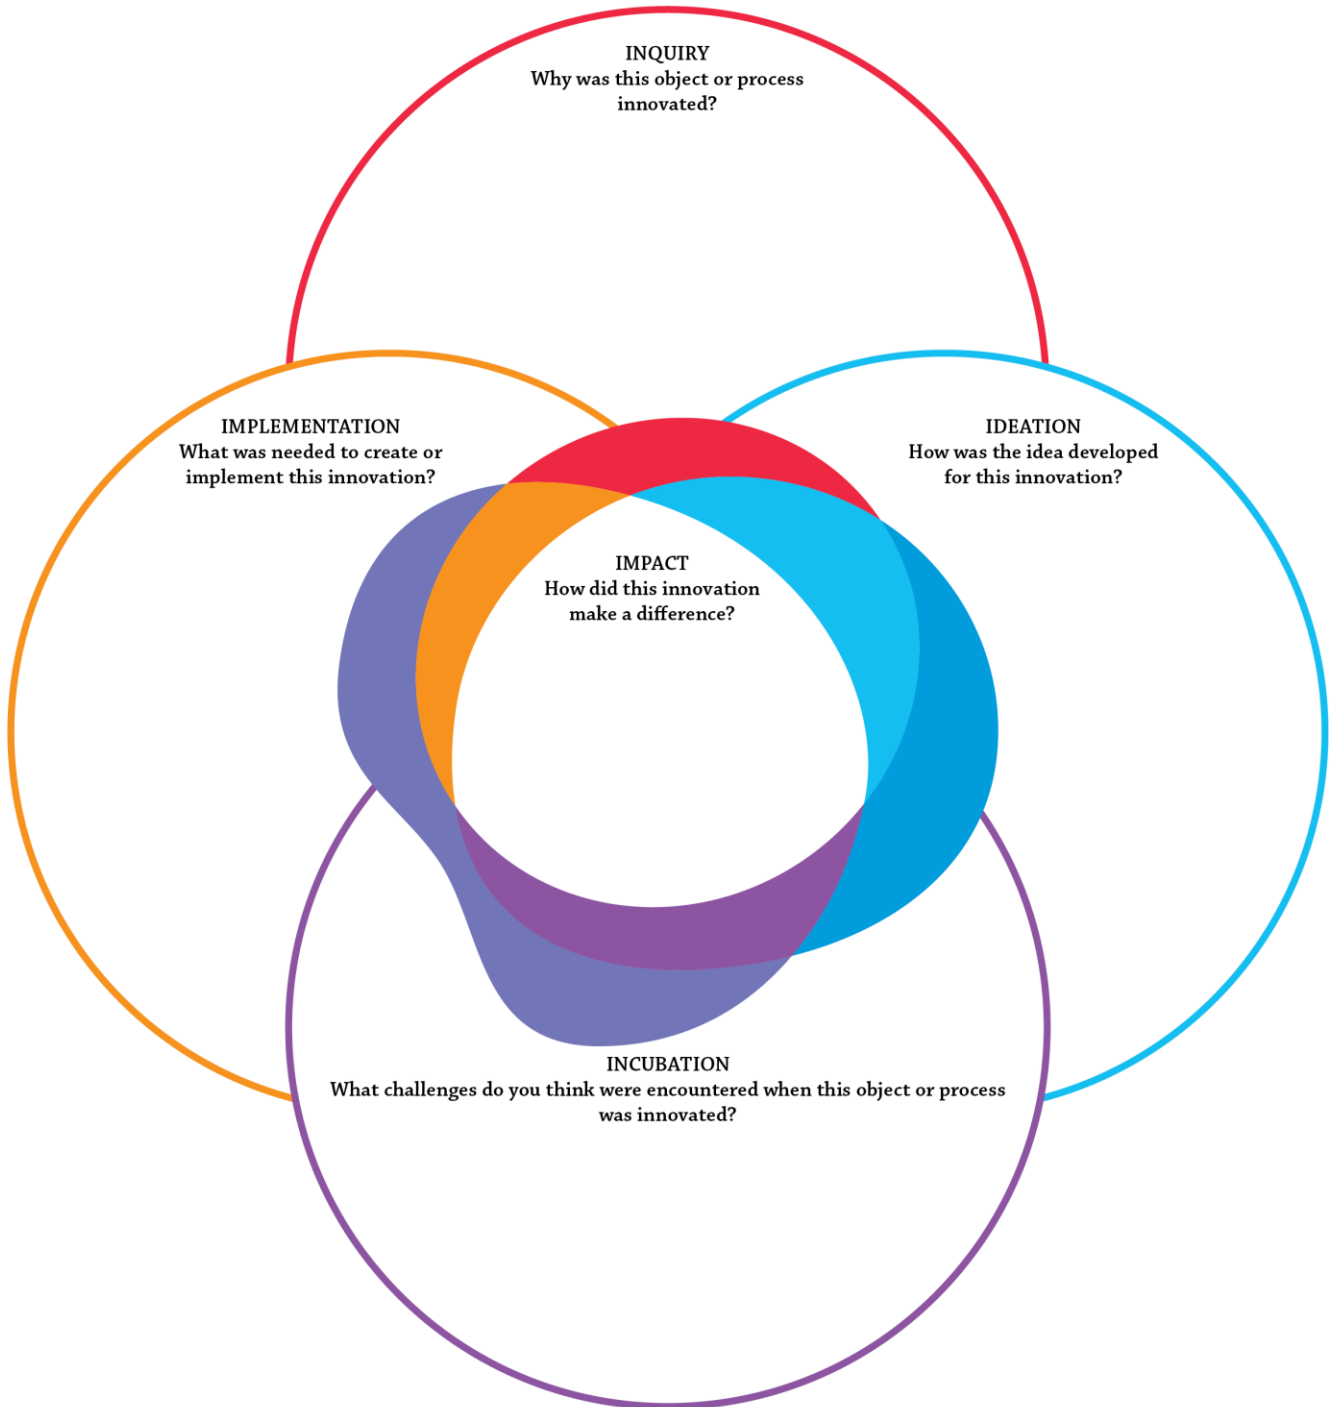 INQUIRY
Why was this object or process
innovated?
IMPLEMENTATION
What was needed to create or
implement this innovation?
IDEATION
How was the idea developed
for this innovation?
IMPACT
How did this innovation
make a difference?
INCUBATION
What challenges do you think were encountered when this object or process
was innovated?